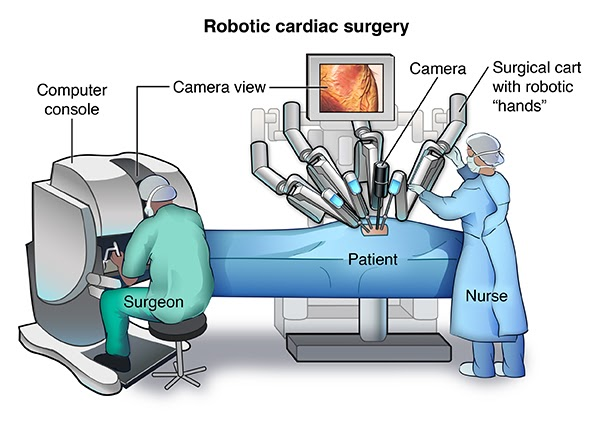 Robotic cardiac surgery
Computer
console
Camera view
Camera
Surgical cart
with robotic
“hands”
Patient
Surgeon
Nurse